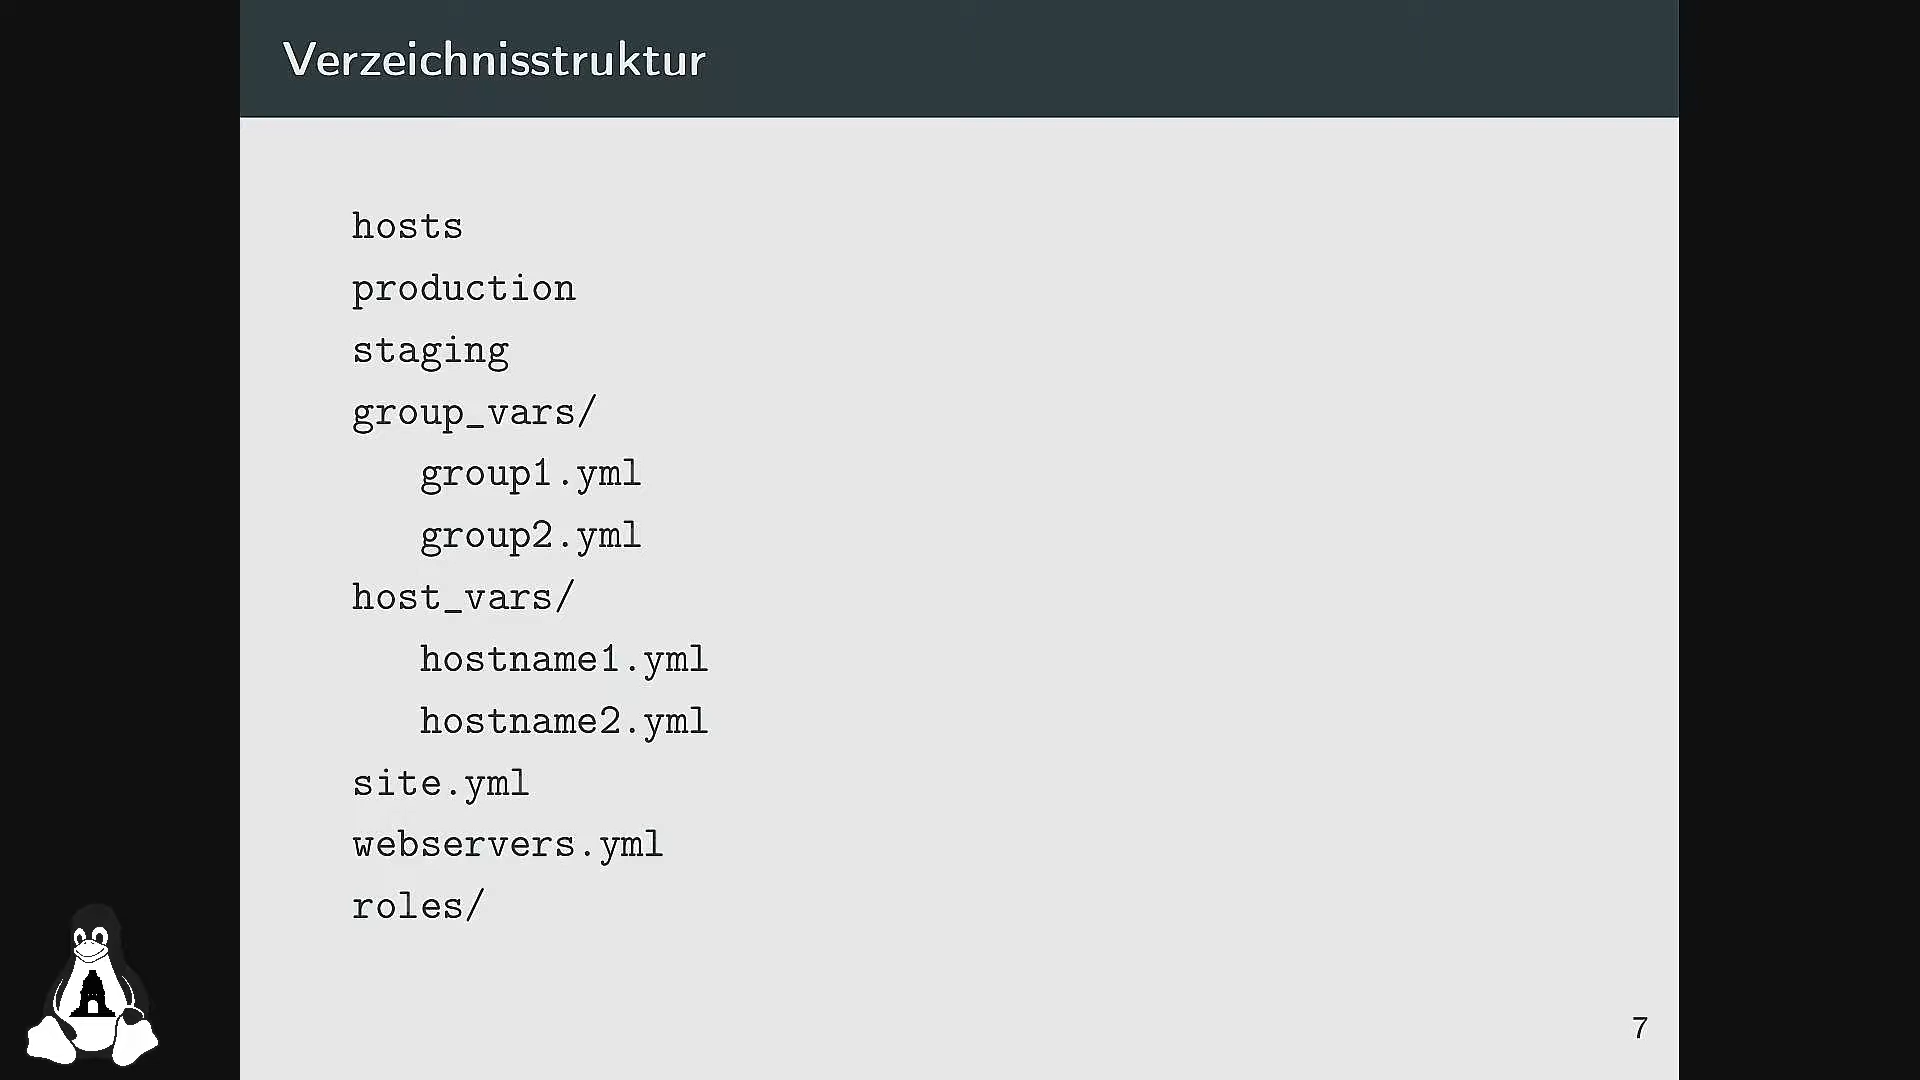 Verzeichnisstruktur
hosts
production
staging
group_vars/
group1.yml
group2.yml
host_vars/
hostname1.yml
hostname2.yml
site.yml
webservers.yml
roles/
7